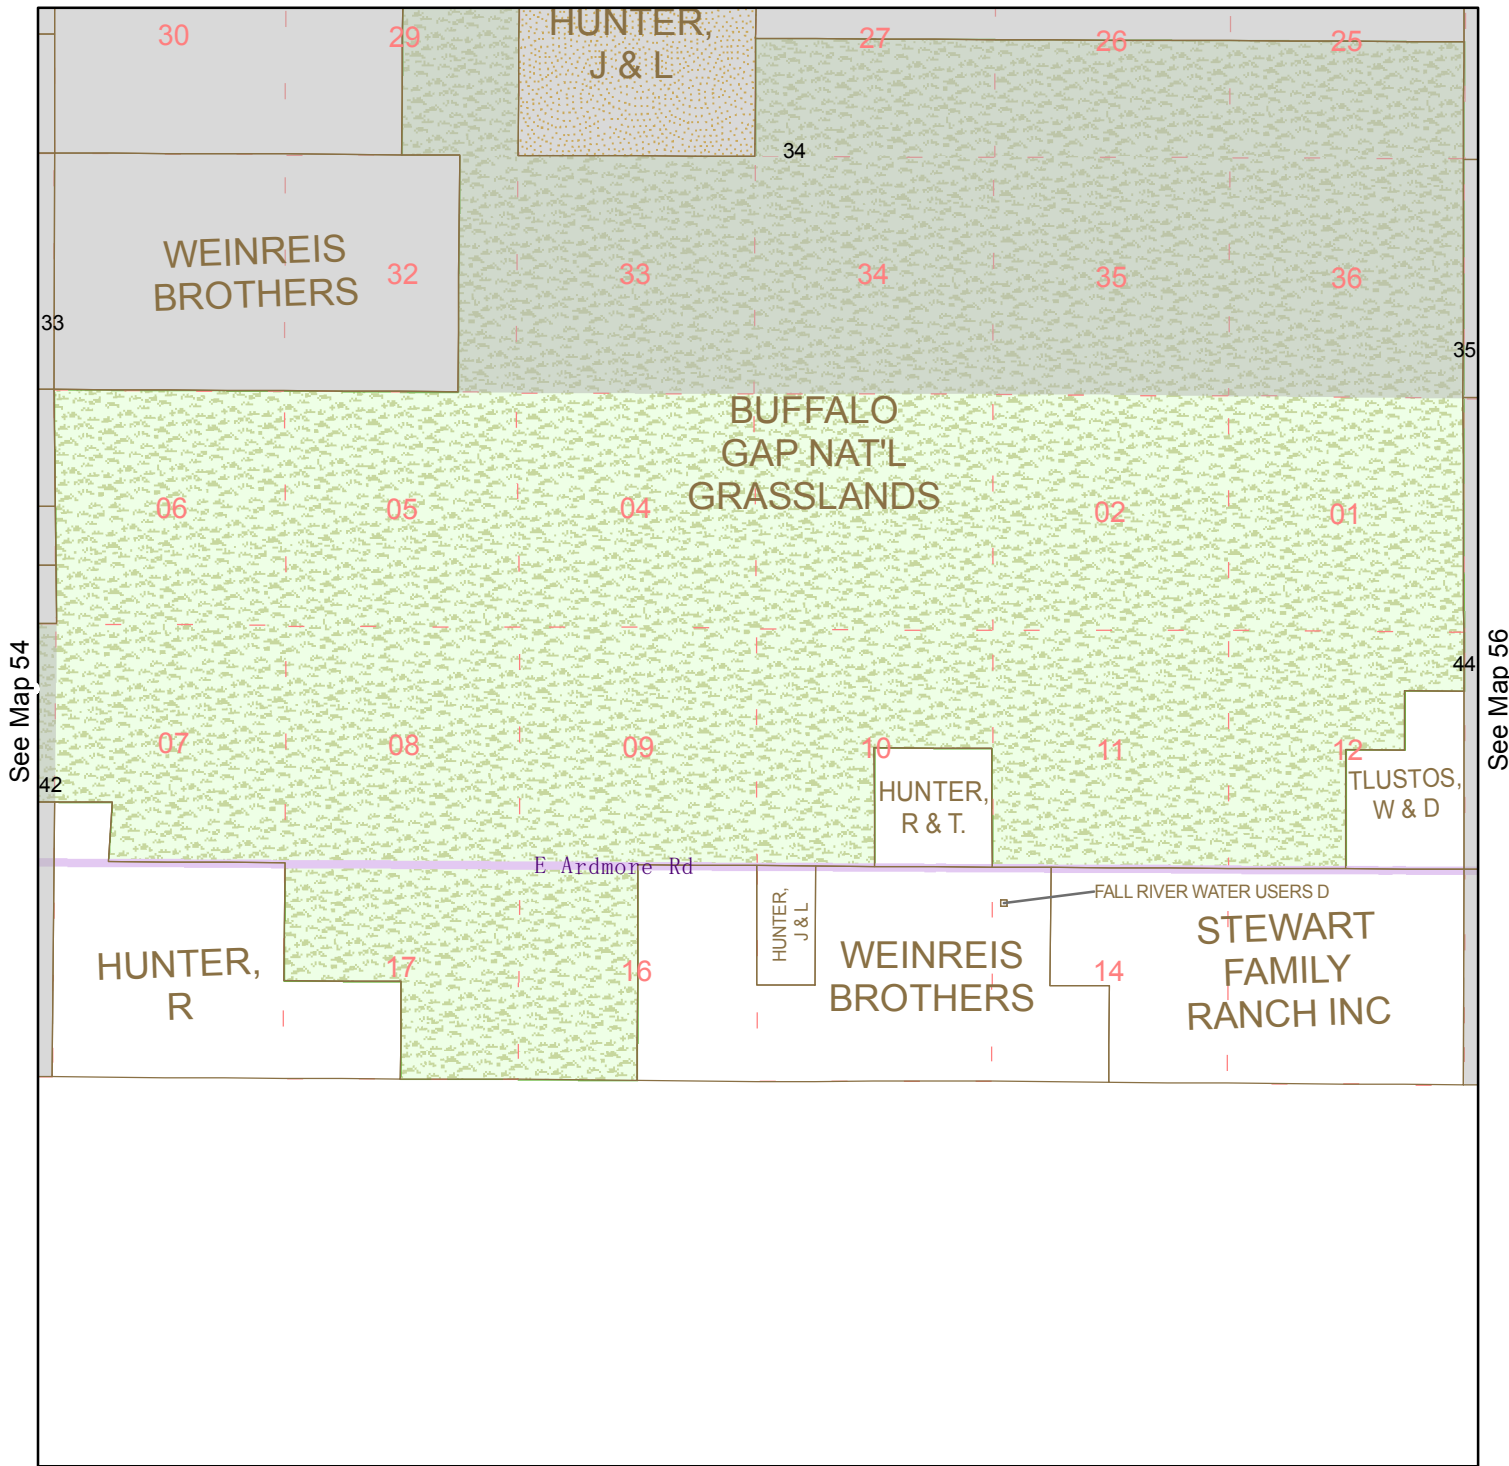 30
29
HUNTER,
J & L
27
26
25
34
WEINREIS
BROTHERS
32
33
34
35
36
33
35
BUFFALO
GAP NAT'L
GRASSLANDS
06
05
04
02
01
See Map 54
44
See Map 56
07
08
09
10
11
12
42
HUNTER,
R & T.
TLUSTOS,
W & D
E Ardmore Rd
HUNTER,
J & L
FALL RIVER WATER USERS D
HUNTER,
R
17
16
WEINREIS
BROTHERS
14
STEWART
FAMILY
RANCH INC